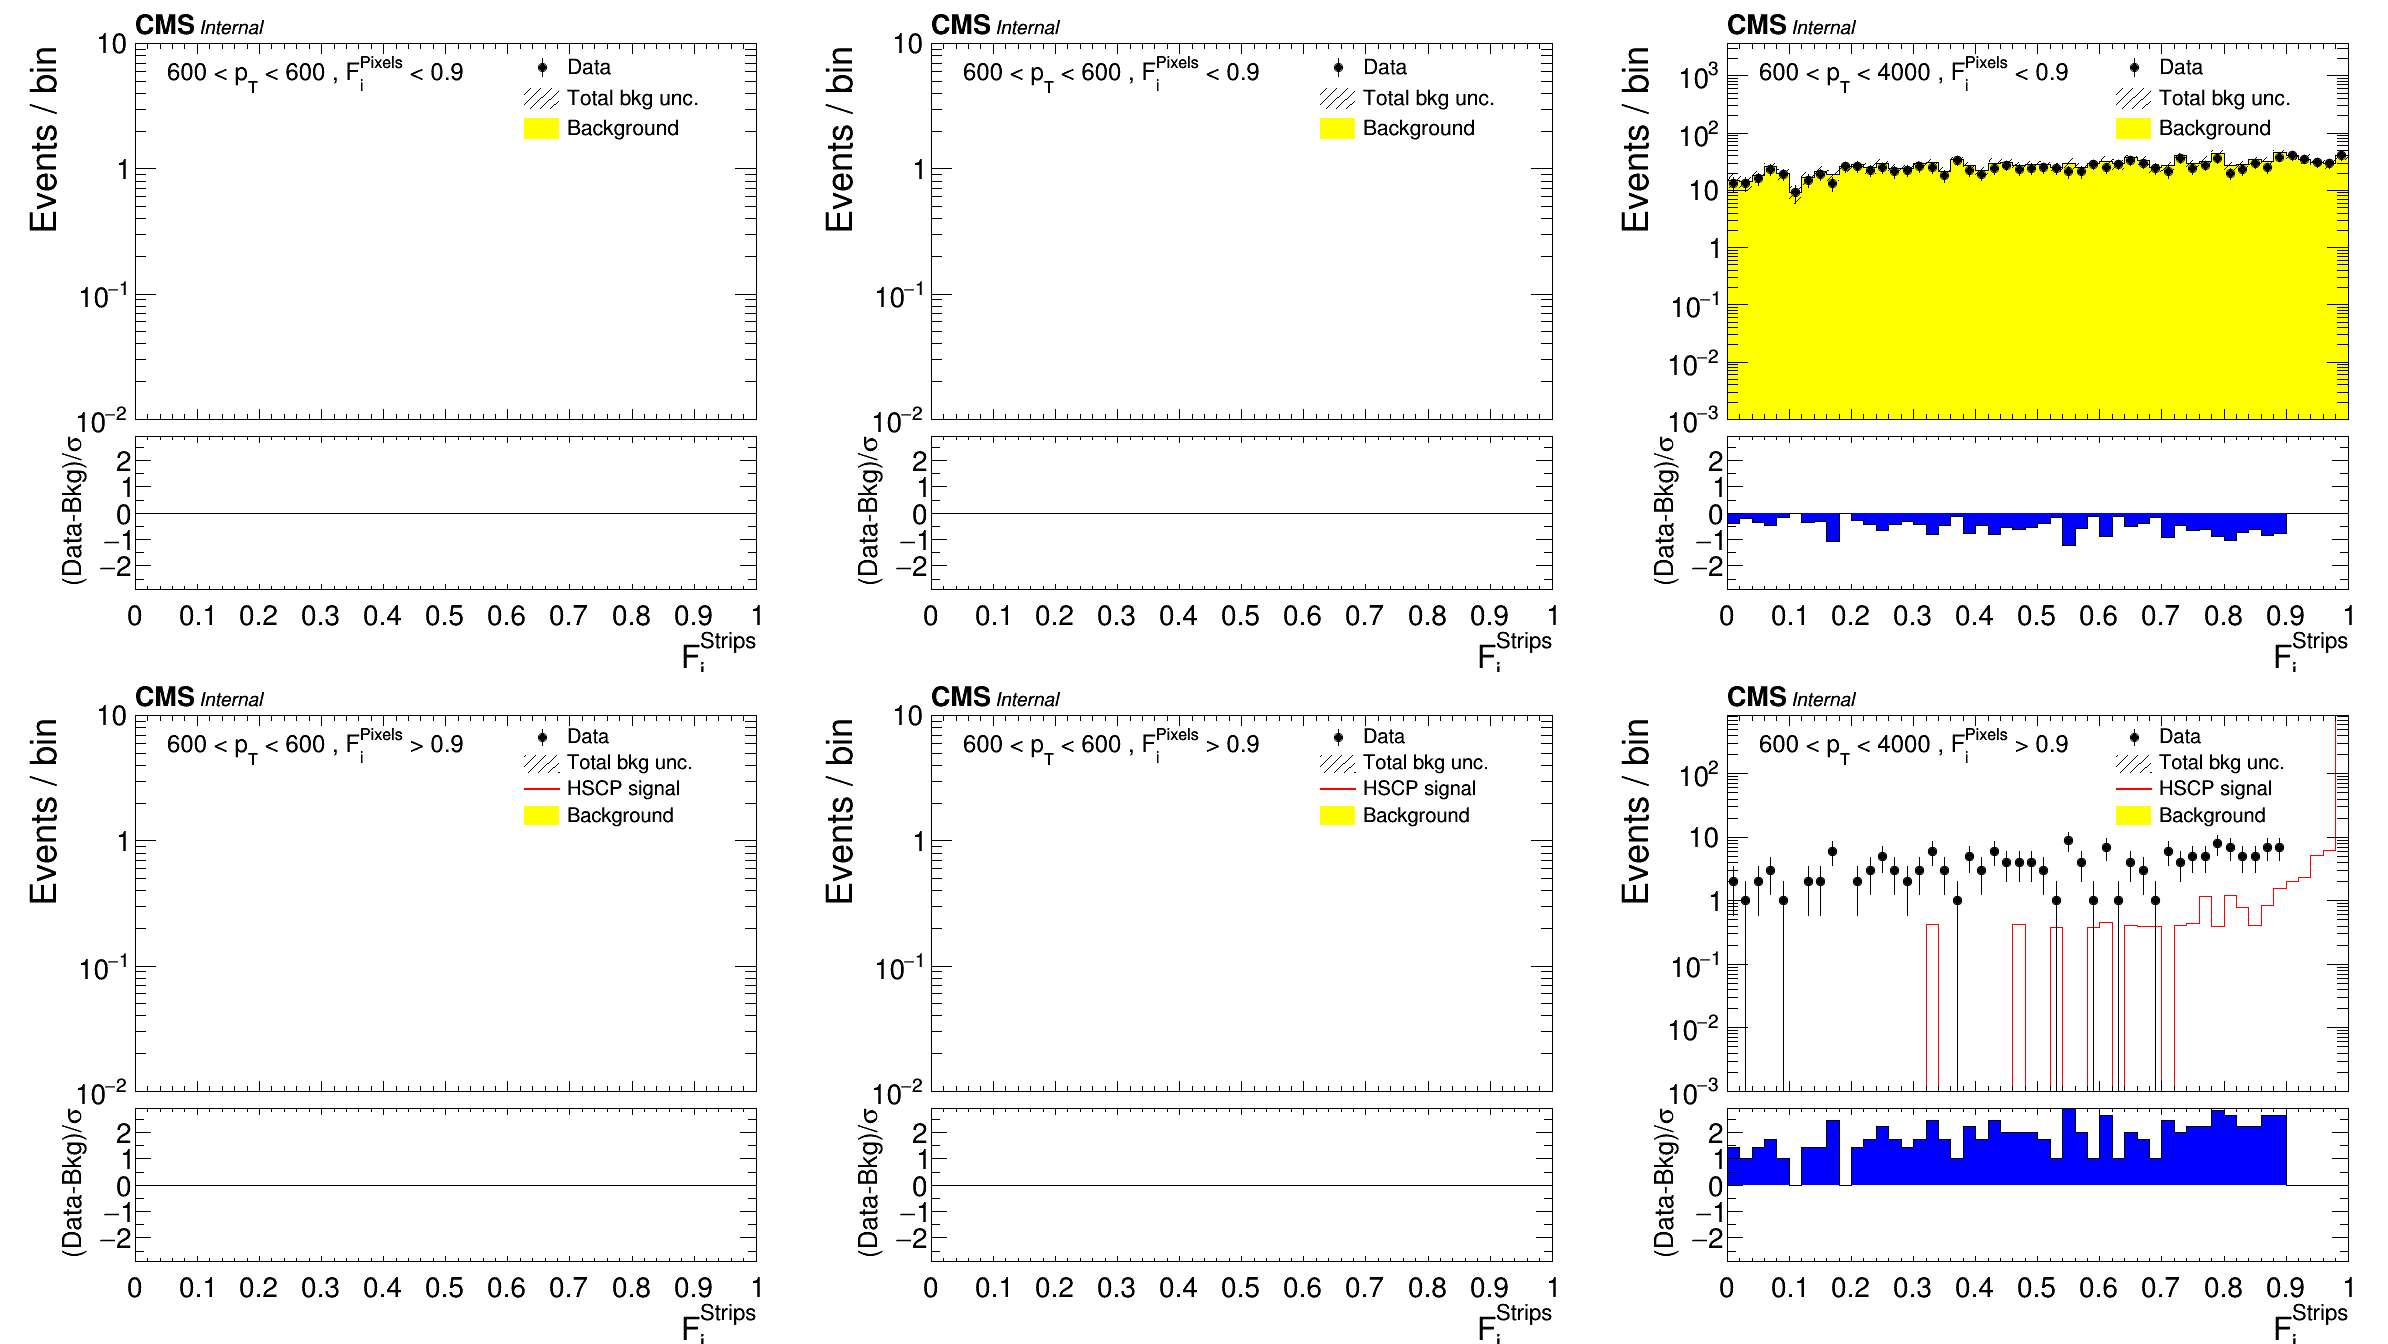 CMS Internal
Events / bin
10
1
10⁻¹
10⁻²
600 < p_T < 600 , F_i^Pixels < 0.9
Data
Total bkg unc.
Background
(Data-Bkg)/σ
2
1
0
−1
−2
0 0.1 0.2 0.3 0.4 0.5 0.6 0.7 0.8 0.9 1
F_i^Strips
CMS Internal
Events / bin
10
1
10⁻¹
10⁻²
600 < p_T < 600 , F_i^Pixels < 0.9
Data
Total bkg unc.
Background
(Data-Bkg)/σ
2
1
0
−1
−2
0 0.1 0.2 0.3 0.4 0.5 0.6 0.7 0.8 0.9 1
F_i^Strips
CMS Internal
Events / bin
10³
10²
10
1
10⁻¹
10⁻²
10⁻³
600 < p_T < 4000 , F_i^Pixels < 0.9
Data
Total bkg unc.
Background
(Data-Bkg)/σ
2
1
0
−1
−2
0 0.1 0.2 0.3 0.4 0.5 0.6 0.7 0.8 0.9 1
F_i^Strips
CMS Internal
Events / bin
10
1
10⁻¹
10⁻²
600 < p_T < 600 , F_i^Pixels > 0.9
Data
Total bkg unc.
HSCP signal
Background
(Data-Bkg)/σ
2
1
0
−1
−2
0 0.1 0.2 0.3 0.4 0.5 0.6 0.7 0.8 0.9 1
F_i^Strips
CMS Internal
Events / bin
10
1
10⁻¹
10⁻²
600 < p_T < 600 , F_i^Pixels > 0.9
Data
Total bkg unc.
HSCP signal
Background
(Data-Bkg)/σ
2
1
0
−1
−2
0 0.1 0.2 0.3 0.4 0.5 0.6 0.7 0.8 0.9 1
F_i^Strips
CMS Internal
Events / bin
10²
10
1
10⁻¹
10⁻²
10⁻³
600 < p_T < 4000 , F_i^Pixels > 0.9
Data
Total bkg unc.
HSCP signal
Background
(Data-Bkg)/σ
2
1
0
−1
−2
0 0.1 0.2 0.3 0.4 0.5 0.6 0.7 0.8 0.9 1
F_i^Strips